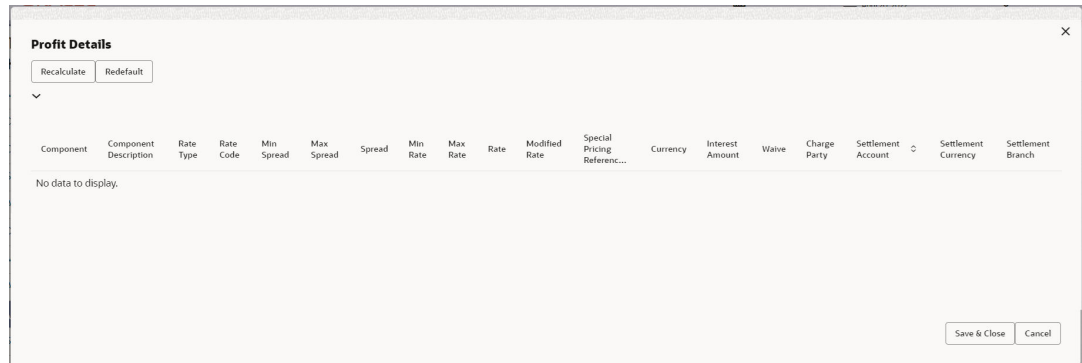 Profit Details
Recalculate Redefault
Component Component Description Rate Type Rate Code Min Spread Max Spread Spread Min Rate Max Rate Rate Modified Rate Special Pricing Referenc... Currency Interest Amount Waive Charge Party Settlement Account Settlement Currency Settlement Branch
No data to display.
Save & Close Cancel